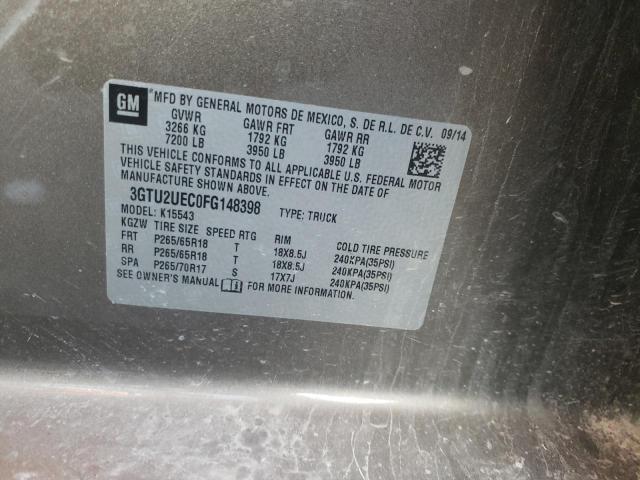 GM
*MFD BY GENERAL MOTORS DE MEXICO, S. DE R.L. DE C.V. 09/14
GVWR GAWR FRT GAWR RR
3266 KG 1792 KG 1792 KG
7200 LB 3950 LB 3950 LB
THIS VEHICLE CONFORMS TO ALL APPLICABLE U.S. FEDERAL MOTOR
VEHICLE SAFETY STANDARDS IN EFFECT ON THE DATE OF
MANUFACTURE SHOWN ABOVE.
3GTU2UEC0FG148398 TYPE: TRUCK
MODEL: K15543
KGZW TIRE SIZE SPEED RTG RIM COLD TIRE PRESSURE
FRT P265/65R18 T 18X8.5J 240KPA(35PSI)
RR P265/65R18 T 18X8.5J 240KPA(35PSI)
SPA P265/70R17 S 17X7J 240KPA(35PSI)
SEE OWNER'S MANUAL FOR MORE INFORMATION.